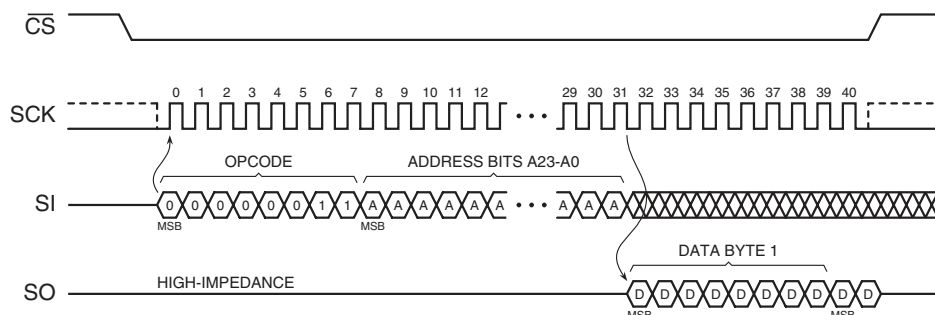 CS
0 1 2 3 4 5 6 7 8 9 10 11 12 29 30 31 32 33 34 35 36 37 38 39 40
SCK
OPCODE ADDRESS BITS A23-A0
SI 0 0 0 0 0 0 1 1 A A A A A A A A A
MSB MSB
DATA BYTE 1
HIGH-IMPEDANCE
SO D D D D D D D D D D
MSB MSB